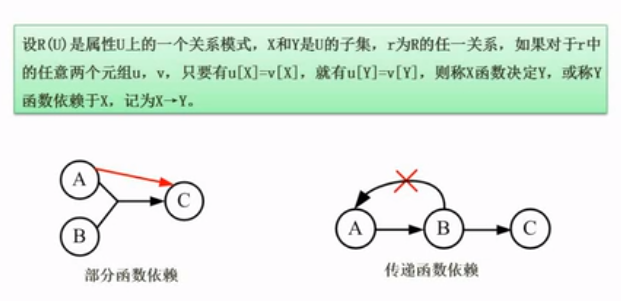 设R(U)是属性U上的一个关系模式，X和Y是U的子集，r为R的任一关系，如果对于r中
的任意两个元组u，v，只要有u[X]=v[X]，就有u[Y]=v[Y]，则称X函数决定Y，或称Y
函数依赖于X，记为X→Y。
A
C
B
部分函数依赖
A
B
C
传递函数依赖